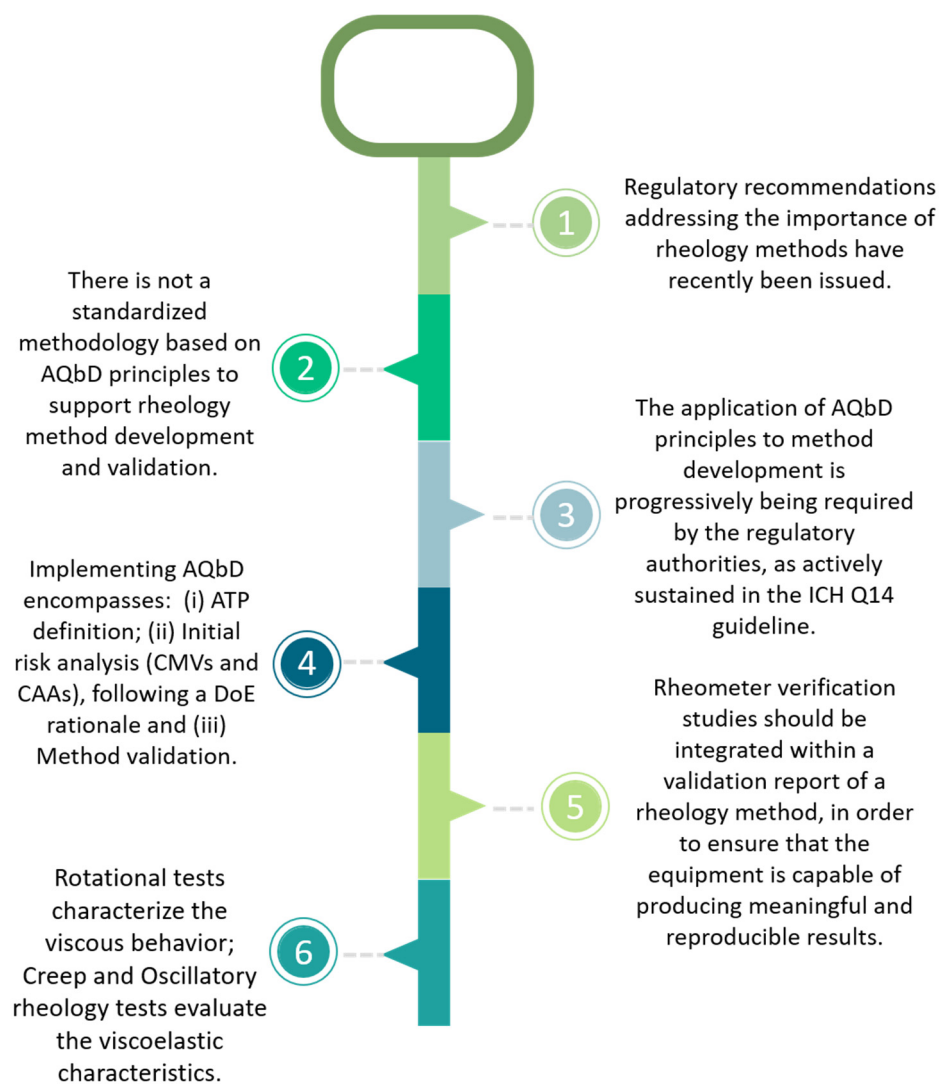 1
Regulatory recommendations
addressing the importance of
rheology methods have
recently been issued.
There is not a
standardized
methodology based on
AQbD principles to
support rheology
method development
and validation.
2
3
The application of AQbD
principles to method
development is
progressively being required
by the regulatory
authorities, as actively
sustained in the ICH Q14
guideline.
Implementing AQbD
encompasses: (i) ATP
definition; (ii) Initial
risk analysis (CMVs and
CAAs), following a DoE
rationale and (iii)
Method validation.
4
5
Rheometer verification
studies should be
integrated within a
validation report of a
rheology method, in order
to ensure that the
equipment is capable of
producing meaningful and
reproducible results.
Rotational tests
characterize the
viscous behavior;
Creep and Oscillatory
rheology tests evaluate
the viscoelastic
characteristics.
6